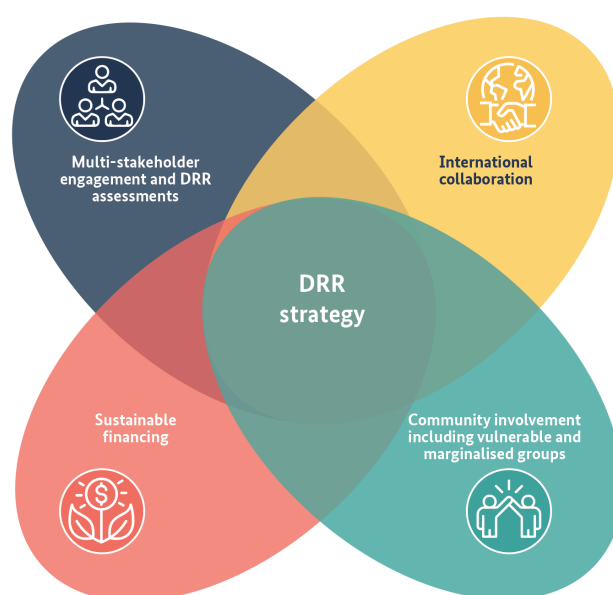 Multi-stakeholder
engagement and DRR
assessments
International
collaboration
DRR
strategy
Sustainable
financing
Community involvement
including vulnerable and
marginalised groups
$